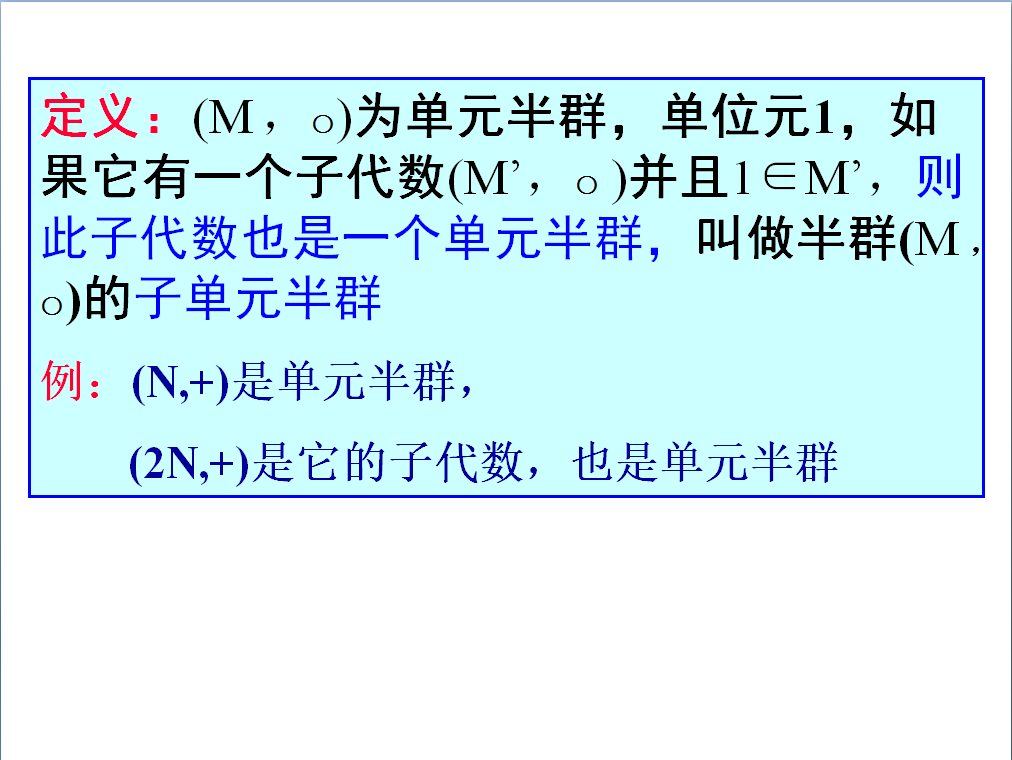 定义：(M，○)为单元半群，单位元1，如
果它有一个子代数(M’，○ )并且1∈M’，则
此子代数也是一个单元半群，叫做半群(M，
○)的子单元半群
例：(N,+)是单元半群，
(2N,+)是它的子代数，也是单元半群